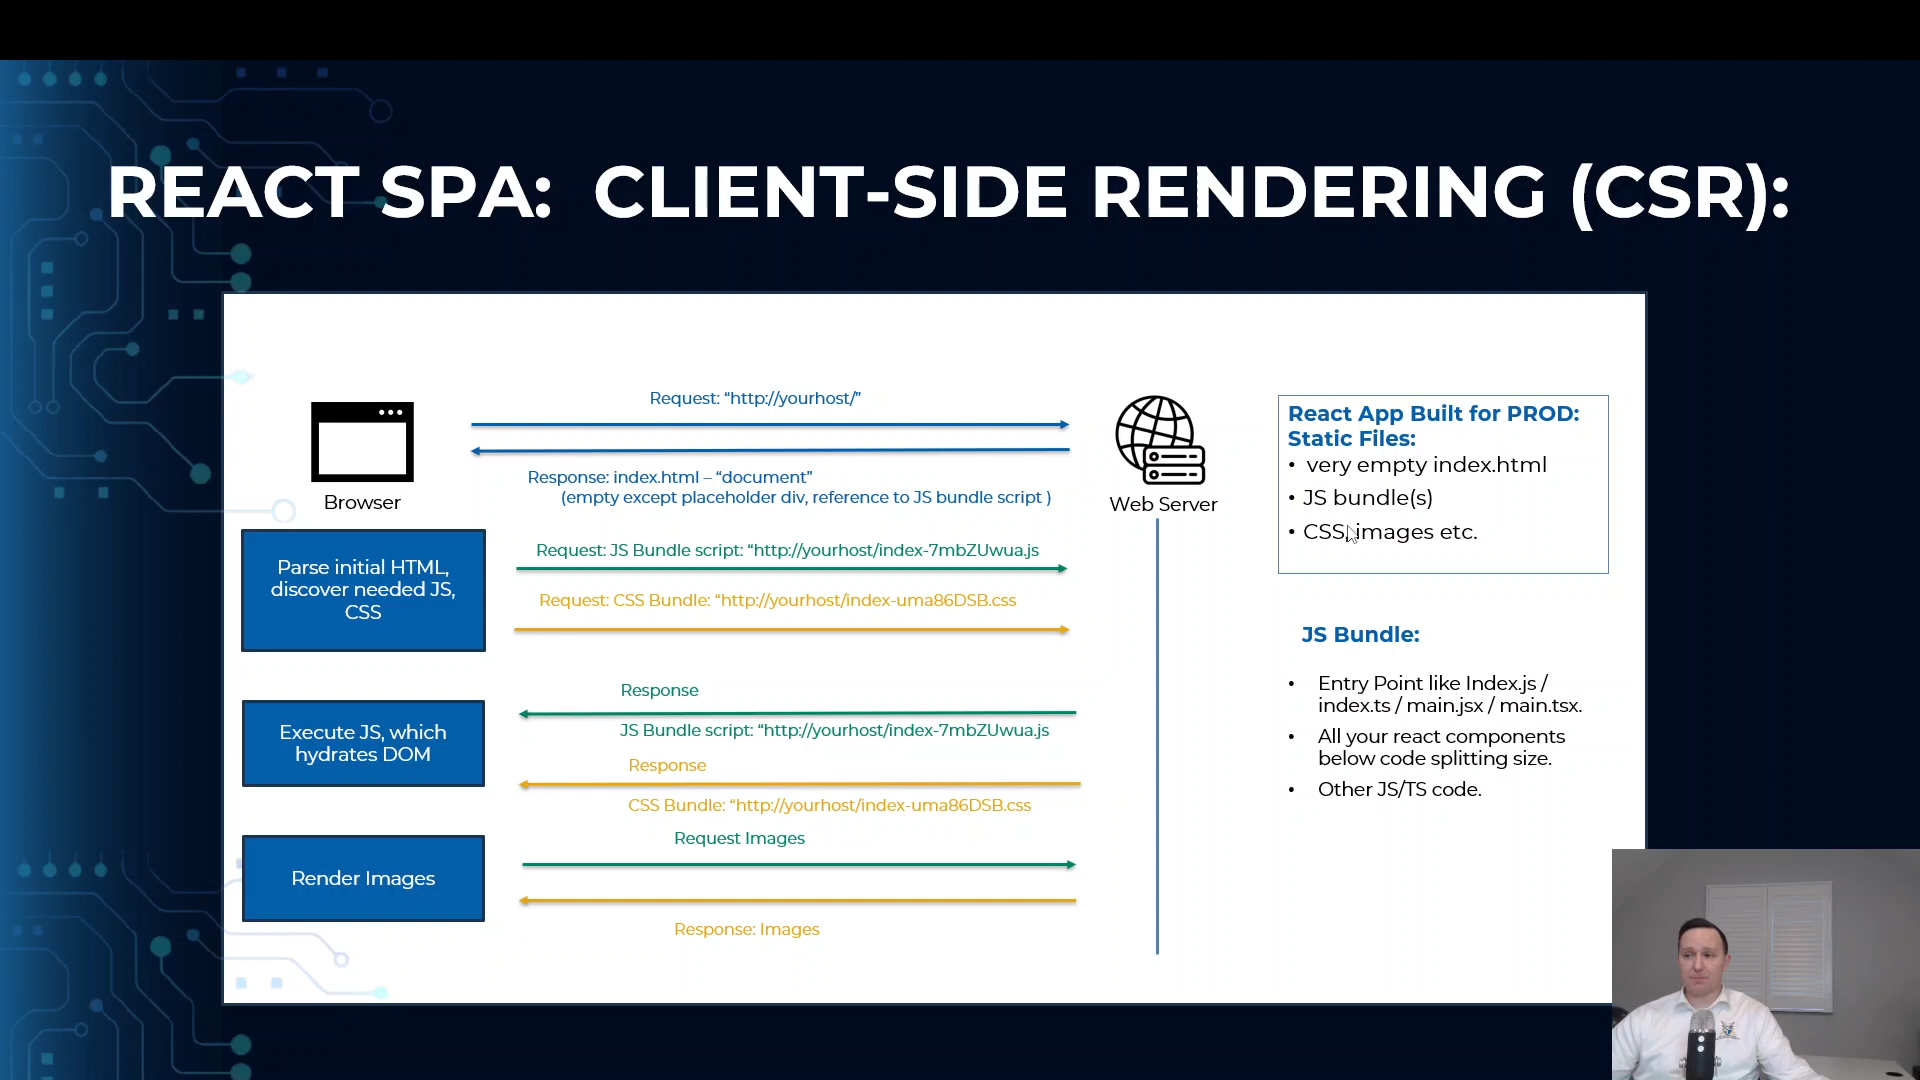 REACT SPA: CLIENT-SIDE RENDERING (CSR):
Request: “http://yourhost/”
Response: index.html – “document”
(empty except placeholder div, reference to JS bundle script )
Browser
Web Server
React App Built for PROD:
Static Files:
• very empty index.html
• JS bundle(s)
• CSS, images etc.
Parse initial HTML,
discover needed JS,
CSS
Request: JS Bundle script: “http://yourhost/index-7mbZUwua.js
Request: CSS Bundle: “http://yourhost/index-uma86DSB.css
Execute JS, which
hydrates DOM
Response
JS Bundle script: “http://yourhost/index-7mbZUwua.js
Response
CSS Bundle: “http://yourhost/index-uma86DSB.css
Render Images
Request Images
Response: Images
JS Bundle:
• Entry Point like Index.js /
index.ts / main.jsx / main.tsx.
• All your react components
below code splitting size.
• Other JS/TS code.